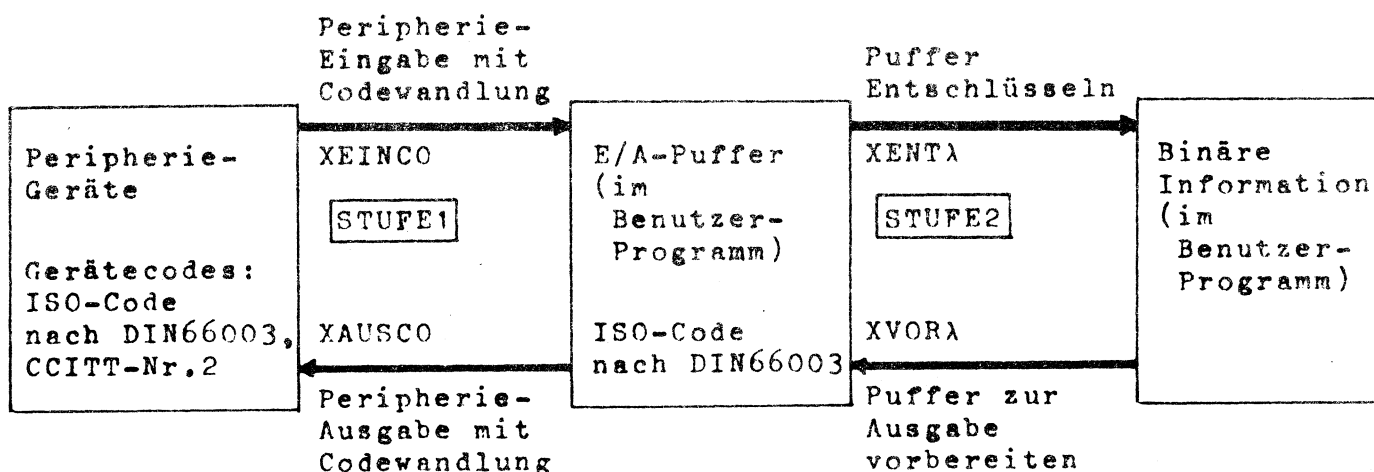 Peripherie-
Eingabe mit
Codewandlung
Puffer
Entschlüsseln
Peripherie-
Geräte
Gerätecodes:
ISO-Code
nach DIN66003,
CCITT-Nr.2
XEINCO
STUFE1
XAUSCO
E/A-Puffer
(im
Benutzer-
Programm)
ISO-Code
nach DIN66003
XENTλ
STUFE2
XVORλ
Binäre
Information
(im
Benutzer-
Programm)
Peripherie-
Ausgabe mit
Codewandlung
Puffer zur
Ausgabe
vorbereiten